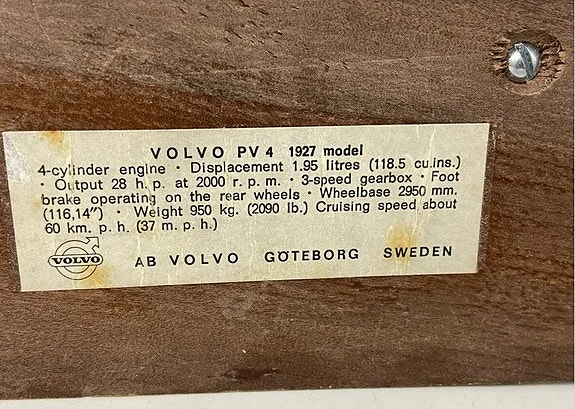 VOLVO PV 4 1927 model
4-cylinder engine · Displacement 1.95 litres (118.5 cu.ins.)
· Output 28 h. p. at 2000 r. p. m. · 3-speed gearbox · Foot
brake operating on the rear wheels · Wheelbase 2950 mm.
(116,14") · Weight 950 kg. (2090 lb.) Cruising speed about
60 km. p. h. (37 m. p. h.)
VOLVO AB VOLVO GÖTEBORG SWEDEN